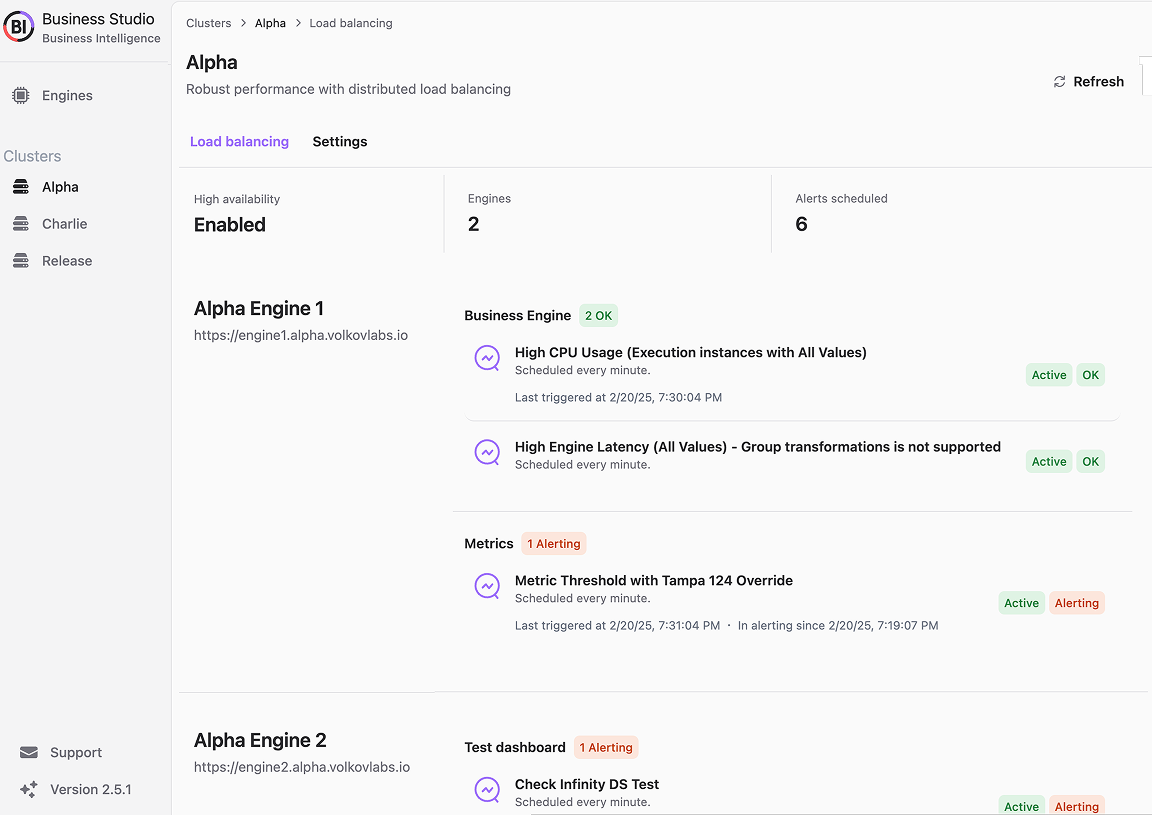 BI
Business Studio
Business Intelligence
Engines
Clusters
Alpha
Charlie
Release
Support
Version 2.5.1
Clusters > Alpha > Load balancing
Alpha
Robust performance with distributed load balancing
Refresh
Load balancing Settings
High availability
Enabled
Engines
2
Alerts scheduled
6
Alpha Engine 1
https://engine1.alpha.volkovlabs.io
Business Engine 2 OK
High CPU Usage (Execution instances with All Values)
Scheduled every minute.
Active OK
Last triggered at 2/20/25, 7:30:04 PM
High Engine Latency (All Values) - Group transformations is not supported
Scheduled every minute.
Active OK
Metrics 1 Alerting
Metric Threshold with Tampa 124 Override
Scheduled every minute.
Active Alerting
Last triggered at 2/20/25, 7:31:04 PM · In alerting since 2/20/25, 7:19:07 PM
Alpha Engine 2
https://engine2.alpha.volkovlabs.io
Test dashboard 1 Alerting
Check Infinity DS Test
Scheduled every minute.
Active Alerting